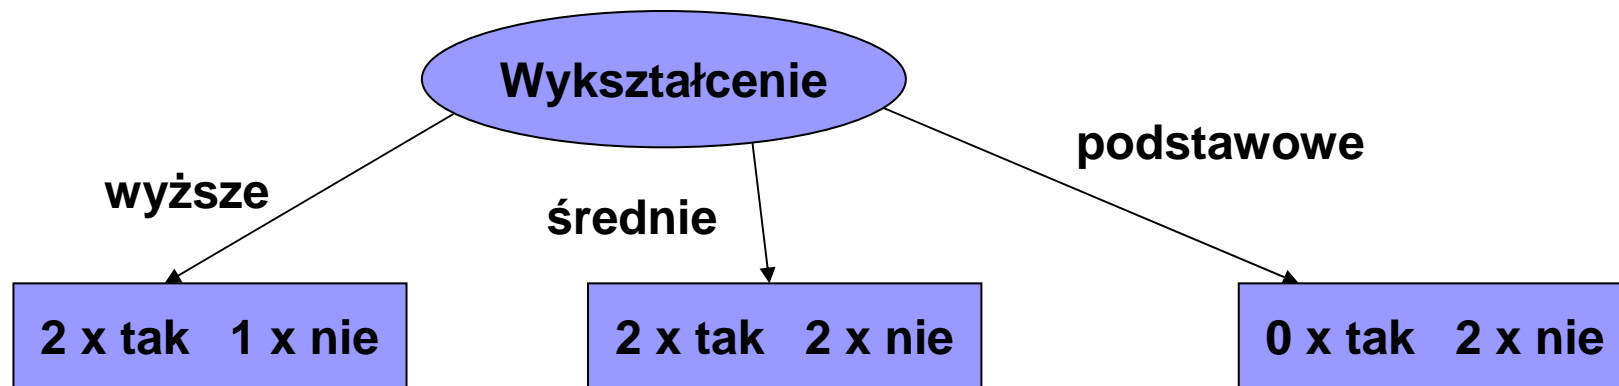 Wykształcenie
podstawowe
wyższe
średnie
2 x tak 1 x nie
2 x tak 2 x nie
0 x tak 2 x nie